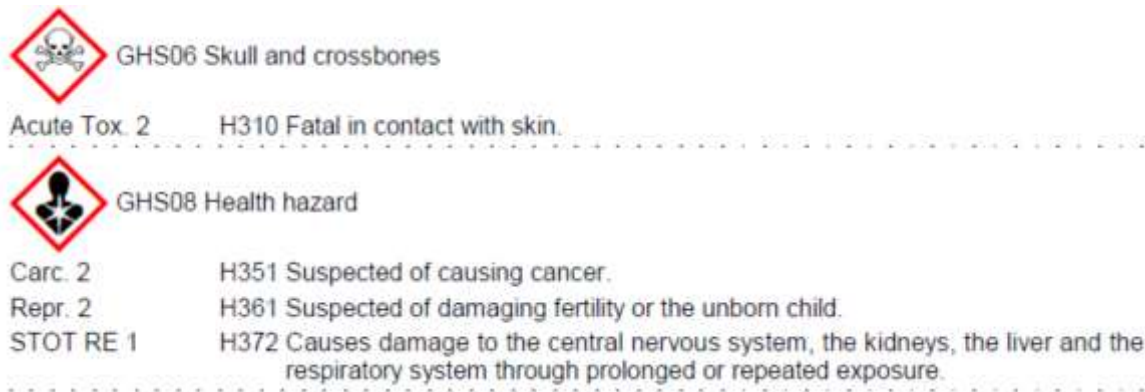 GHS06 Skull and crossbones
Acute Tox. 2 H310 Fatal in contact with skin.
GHS08 Health hazard
Carc. 2 H351 Suspected of causing cancer.
Repr. 2 H361 Suspected of damaging fertility or the unborn child.
STOT RE 1 H372 Causes damage to the central nervous system, the kidneys, the liver and the
respiratory system through prolonged or repeated exposure.